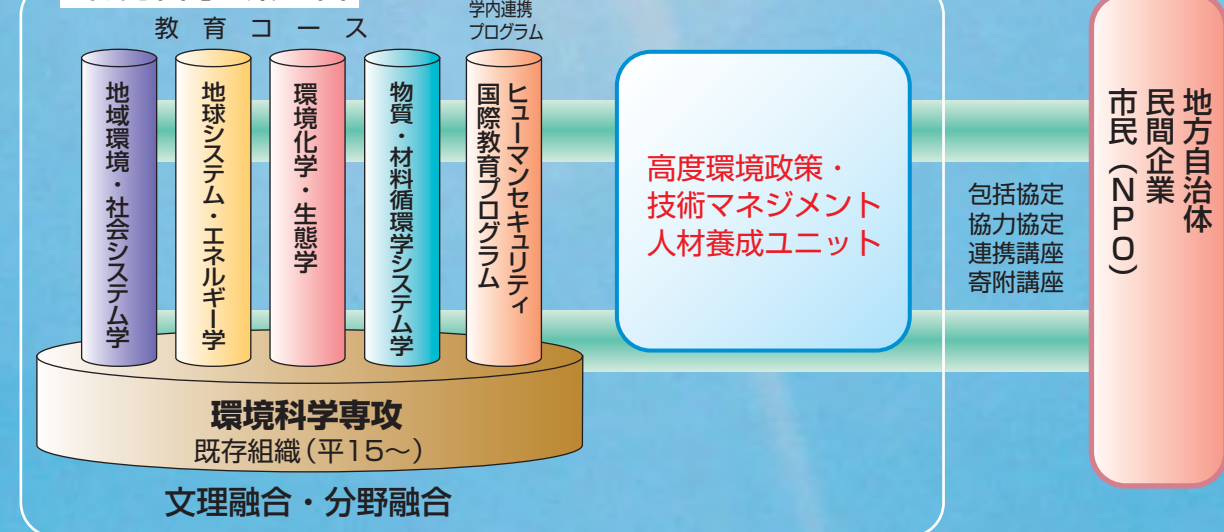 教育コース
学内連携
プログラム
地域環境・社会システム学
地球システム・エネルギー学
環境化学・生態学
物質・材料循環学システム学
ヒューマンセキュリティ
国際教育プログラム
高度環境政策・
技術マネジメント
人材養成ユニット
包括協定
協力協定
連携講座
寄附講座
地方自治体
民間企業
市民（NPO）
環境科学専攻
既存組織（平15～）
文理融合・分野融合